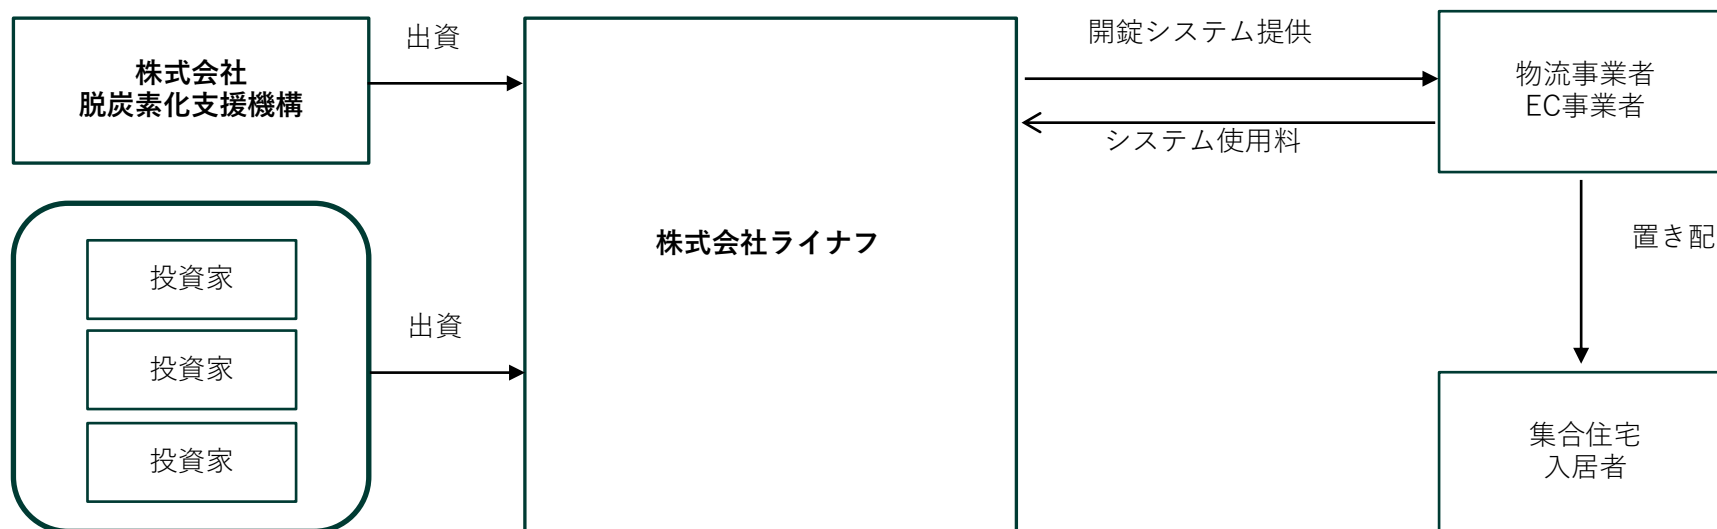 株式会社
脱炭素化支援機構
出資
投資家
投資家
投資家
出資
株式会社ライナフ
開錠システム提供
システム使用料
物流事業者
EC事業者
置き配
集合住宅
入居者